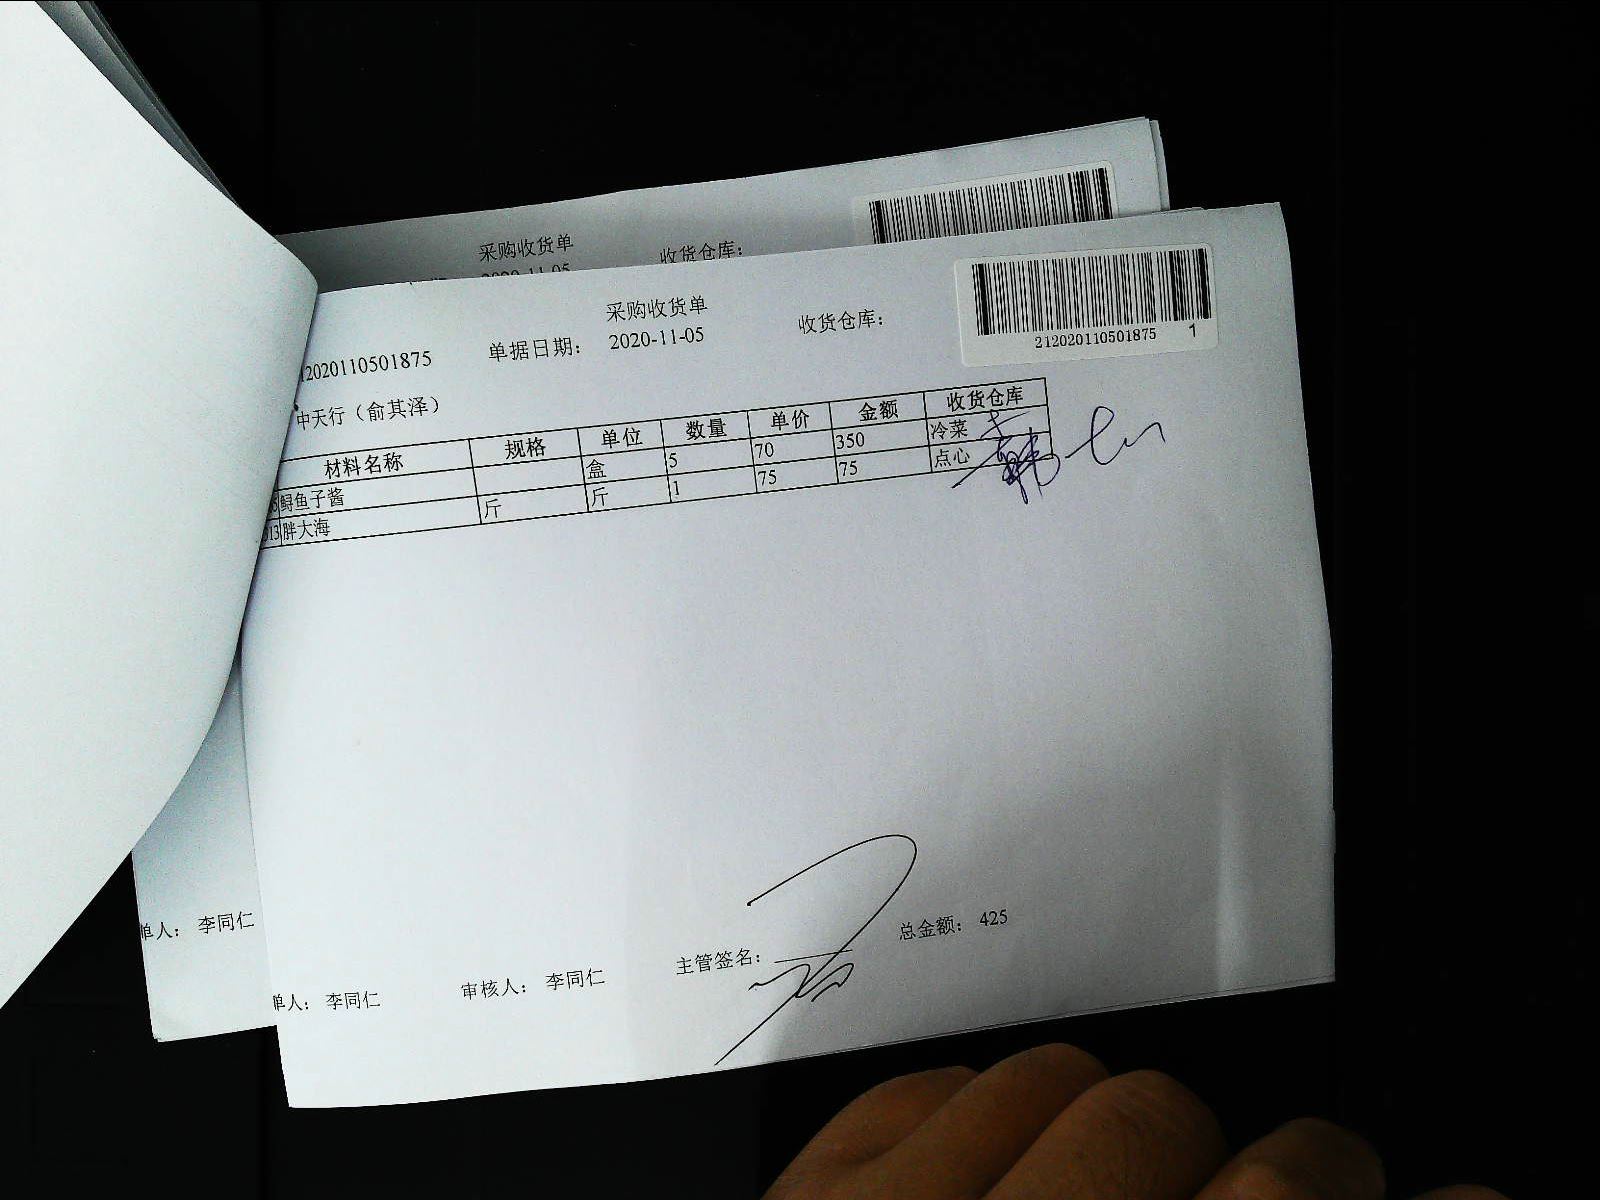 采购收货单
收货仓库:
2020-11-05
采购收货单
收货仓库:
212020110501875 1
12020110501875
单据日期: 2020-11-05
中天行（俞其泽）
材料名称 规格 单位 数量 单价 金额 收货仓库
鲟鱼子酱 盒 5 70 350 冷菜
013 胖大海 斤 斤 1 75 75 点心
单人: 李同仁
单人: 李同仁 审核人: 李同仁 主管签名: 总金额: 425